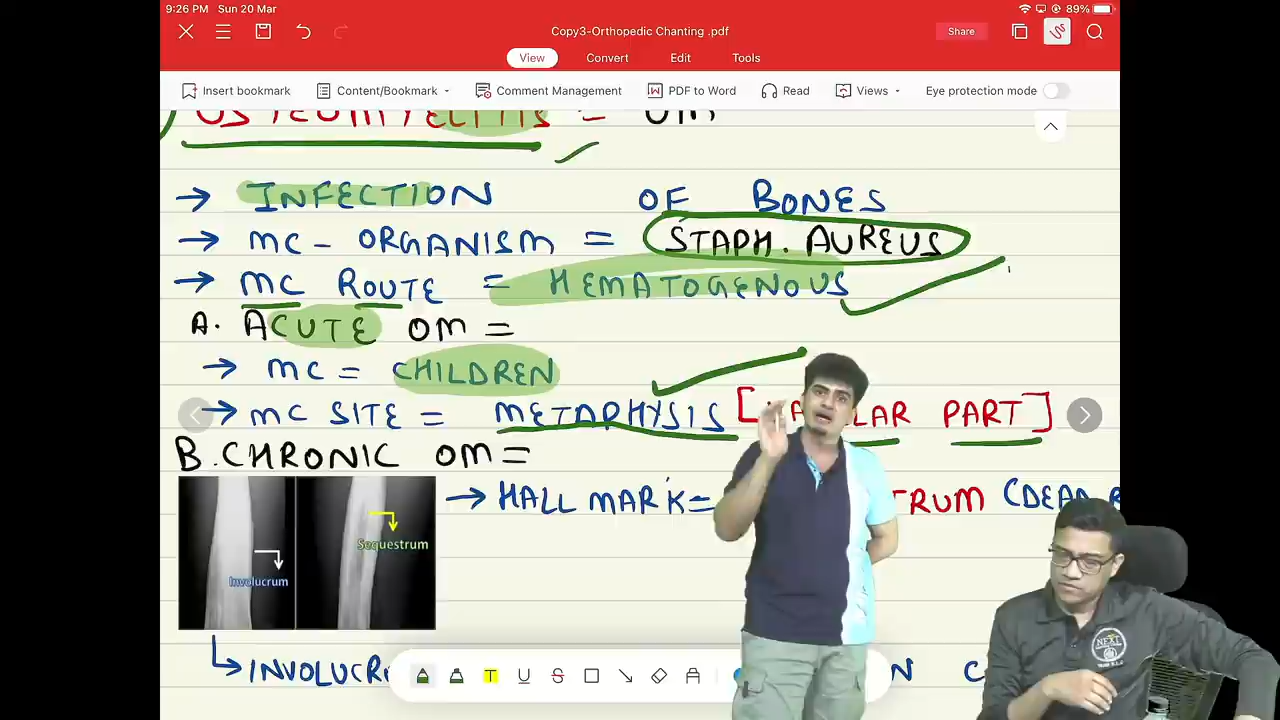 9:26 PM Sun 20 Mar 89%
Copy3-Orthopedic Chanting .pdf
Share
View Convert Edit Tools
Insert bookmark Content/Bookmark Comment Management PDF to Word Read Views Eye protection mode
= OM
→ INFECTION OF BONES
→ MC - ORGANISM = STAPH. AUREUS
→ MC ROUTE = HEMATOGENOUS
A. ACUTE OM =
→ MC = CHILDREN
→ MC SITE = METAPHYSIS [ PART]
B. CHRONIC OM =
→ HALL MARK =
Sequestrum
Involucrum
NEXT